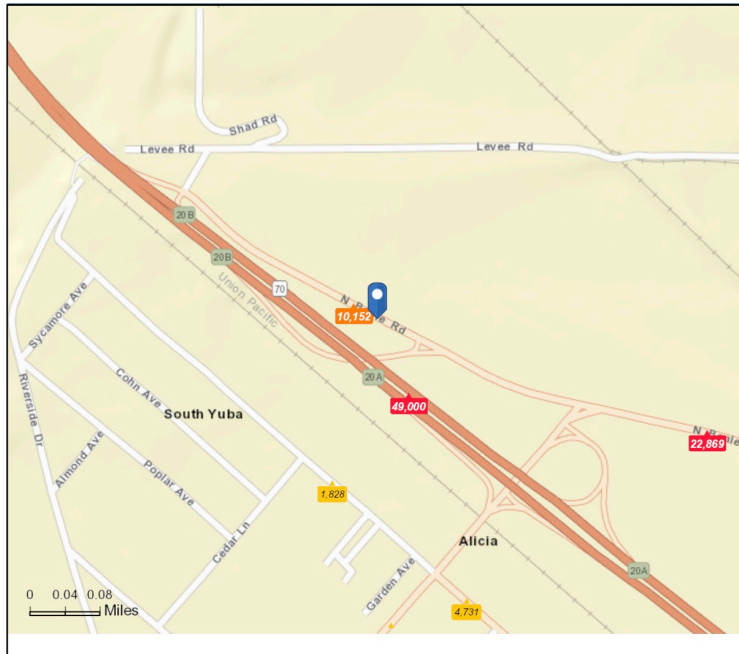 Shad Rd
Levee Rd
Levee Rd
20B
20B
70
Union Pacific
N Beale Rd
10,152
Sycamore Ave
20A
49,000
Cohn Ave
South Yuba
N Beale
22,869
Riverside Dr
Almond Ave
Poplar Ave
1,828
Cedar Ln
Alicia
Garden Ave
20A
0 0.04 0.08
Miles
4,731